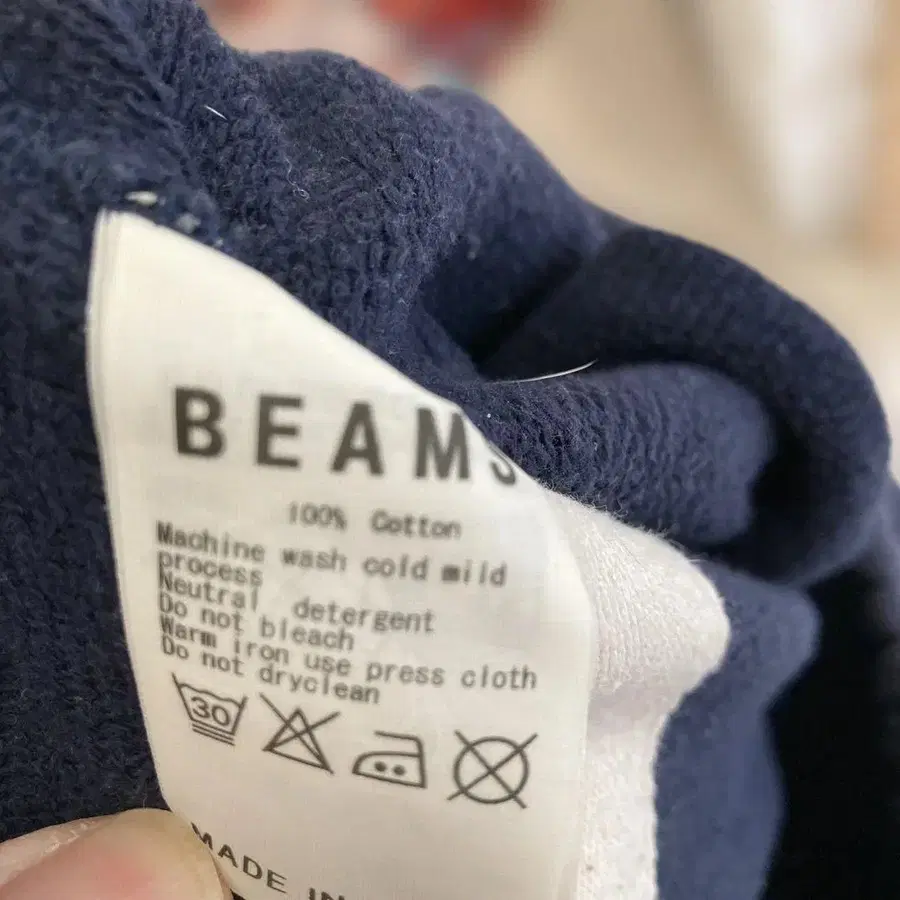 BEAMS
100% Cotton
Machine wash cold mild
process
Neutral detergent
Do not bleach
Warm iron use press cloth
Do not dryclean
30
MADE IN